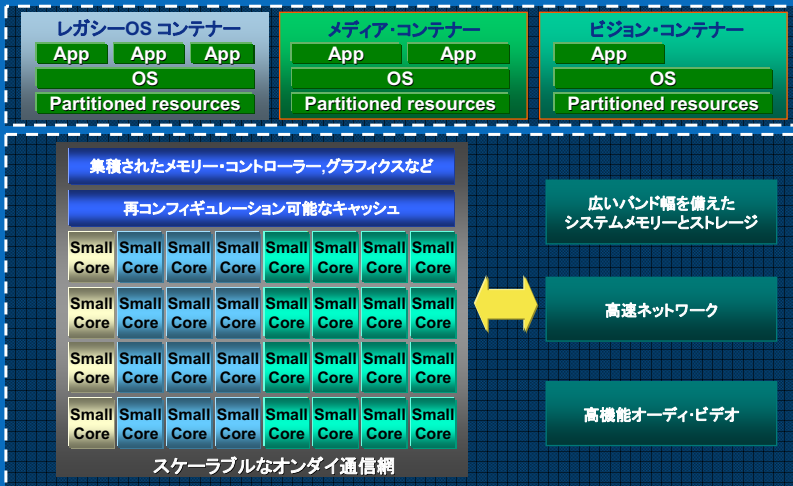 レガシーOS コンテナー
App App App
OS
Partitioned resources
メディア・コンテナー
App App
OS
Partitioned resources
ビジョン・コンテナー
App
OS
Partitioned resources
集積されたメモリー・コントローラー,グラフィクスなど
再コンフィギュレーション可能なキャッシュ
Small Small Small Small Small Small Small Small
Core Core Core Core Core Core Core Core
Small Small Small Small Small Small Small Small
Core Core Core Core Core Core Core Core
Small Small Small Small Small Small Small Small
Core Core Core Core Core Core Core Core
Small Small Small Small Small Small Small Small
Core Core Core Core Core Core Core Core
スケーラブルなオンダイ通信網
広いバンド幅を備えた
システムメモリーとストレージ
高速ネットワーク
高機能オーディ・ビデオ